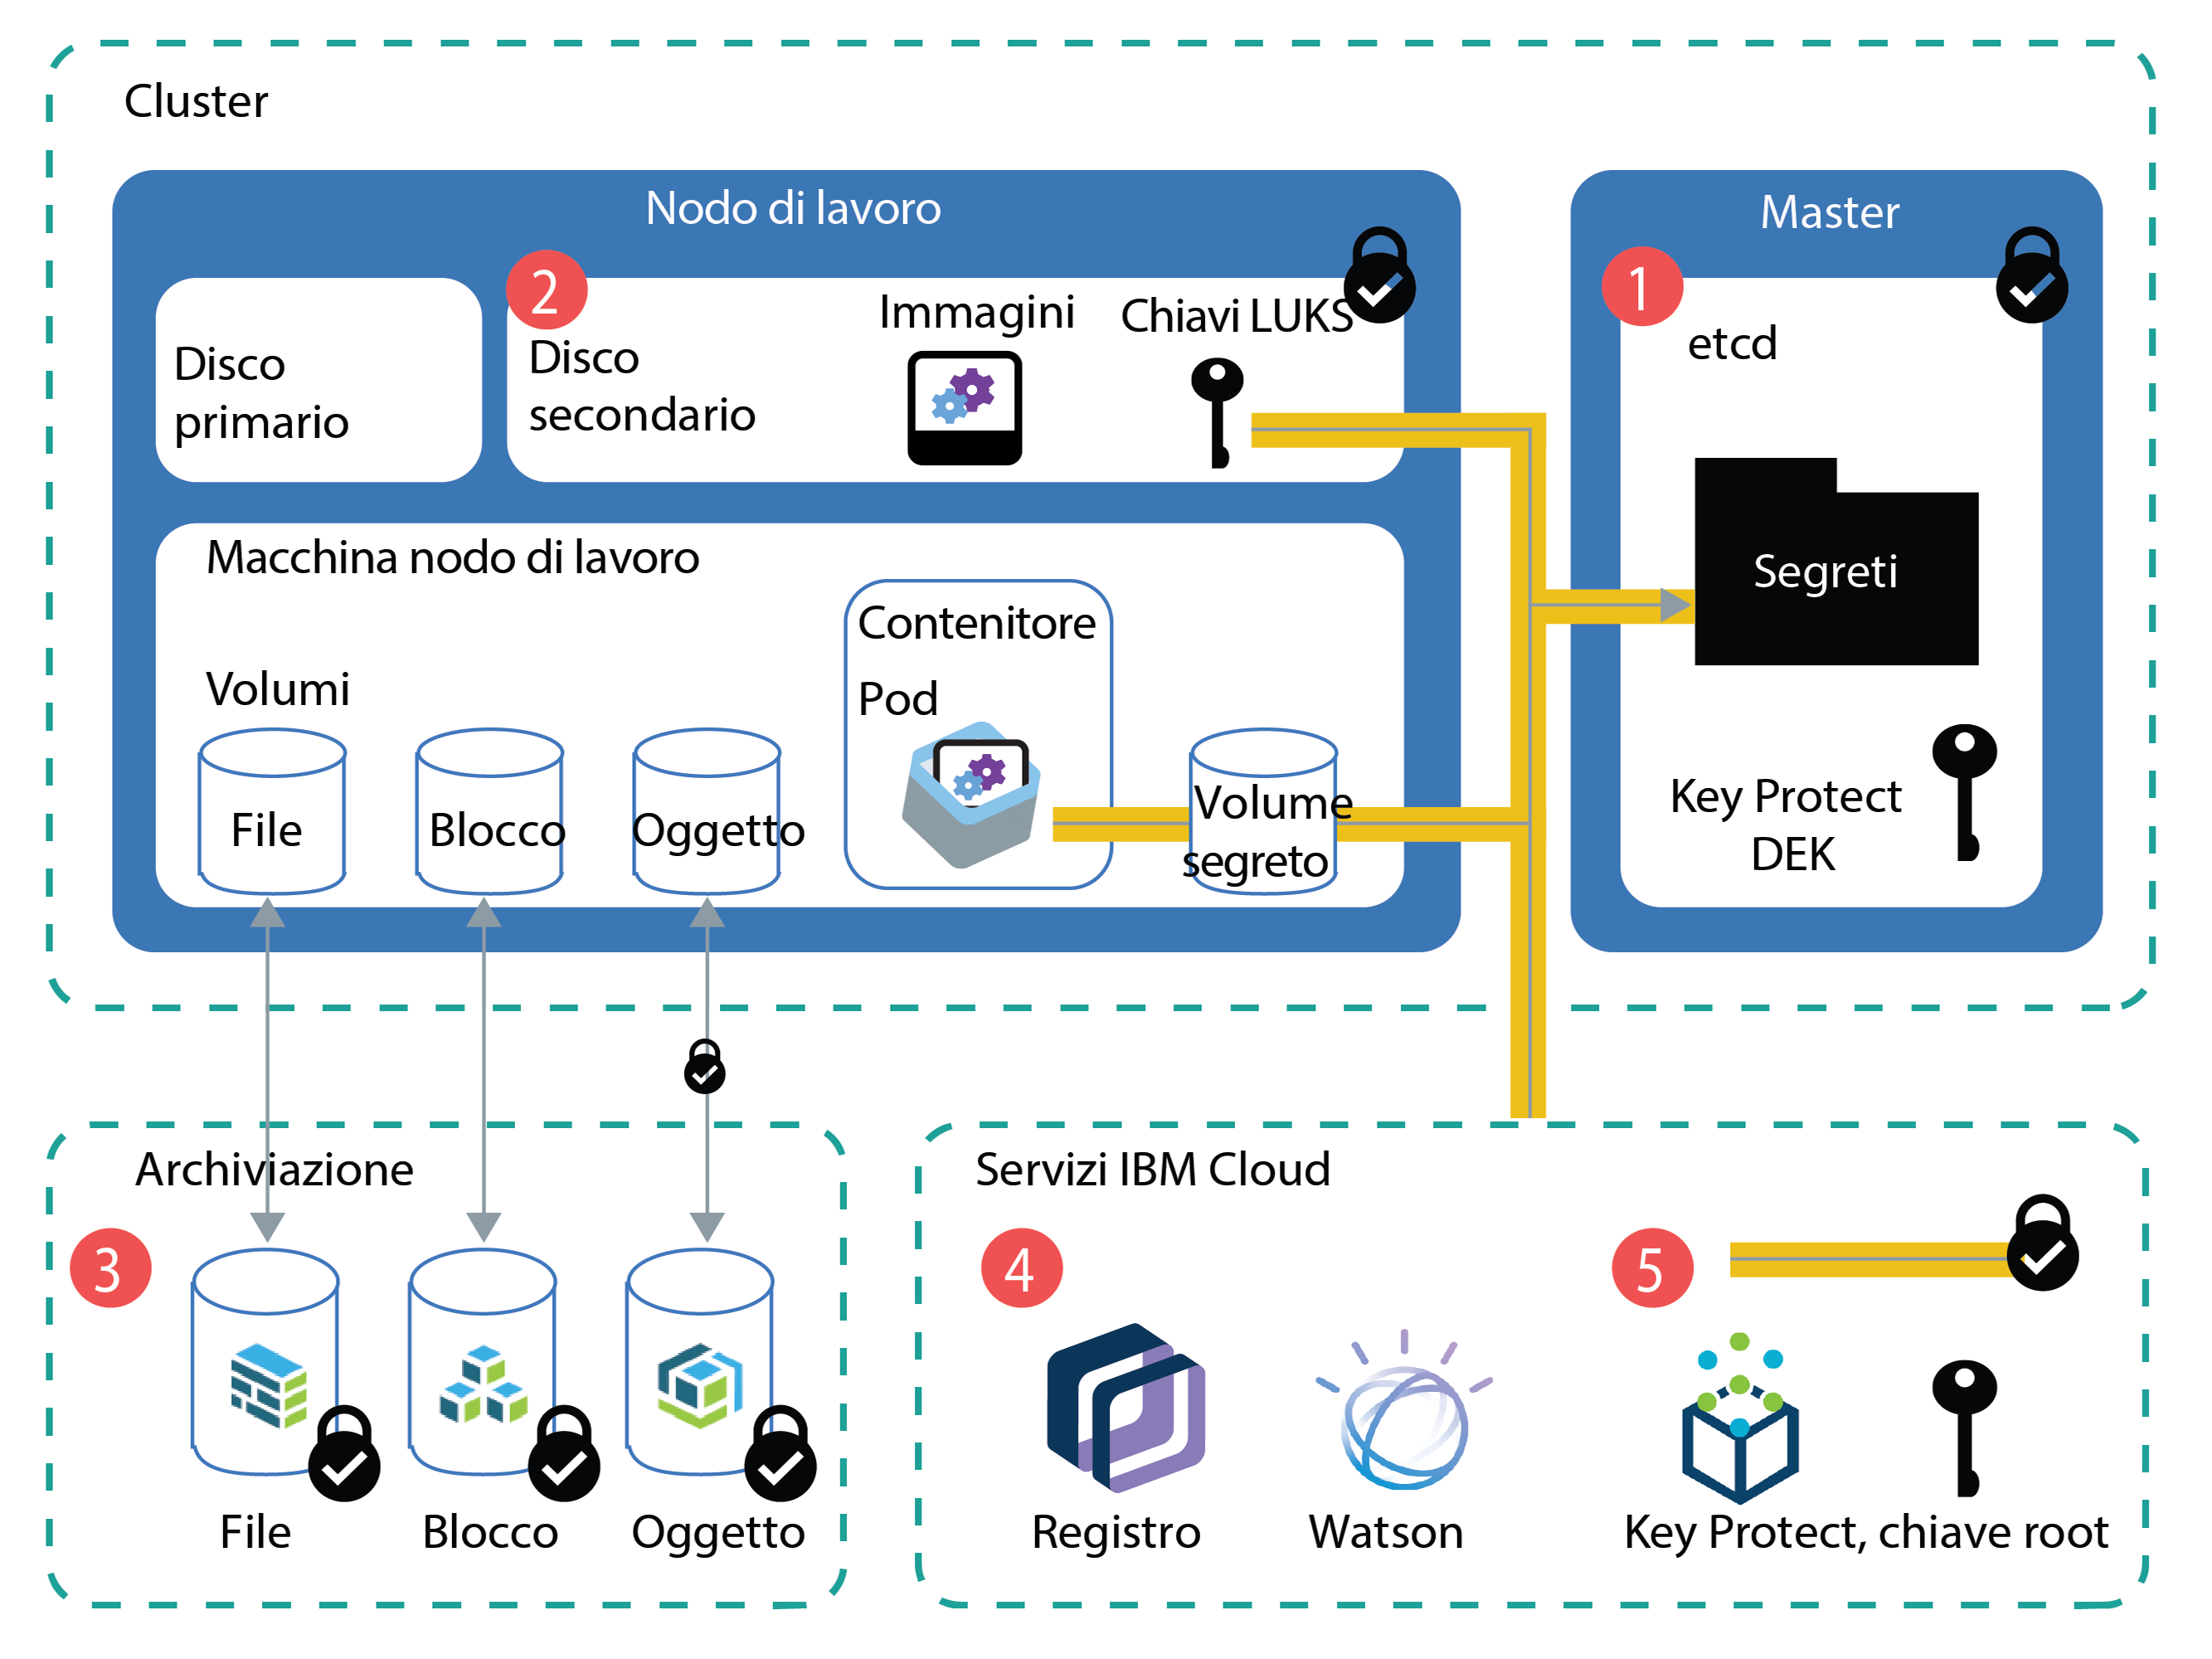 Cluster
Nodo di lavoro
Master
2
1
Immagini
Chiavi LUKS
Disco
primario
Disco
secondario
etcd
Segreti
Macchina nodo di lavoro
Contenitore
Pod
Volumi
File
Blocco
Oggetto
Volume
segreto
Key Protect
DEK
Archiviazione
3
File
Blocco
Oggetto
Servizi IBM Cloud
4
5
Registro
Watson
Key Protect, chiave root